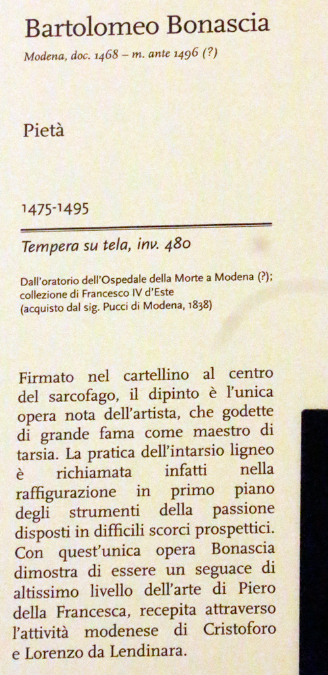 Bartolomeo Bonascia
Modena, doc. 1468 – m. ante 1496 (?)
Pietà
1475-1495
Tempera su tela, inv. 480
Dall'oratorio dell'Ospedale della Morte a Modena (?);
collezione di Francesco IV d'Este
(acquisto dal sig. Pucci di Modena, 1838)
Firmato nel cartellino al centro
del sarcofago, il dipinto è l'unica
opera nota dell'artista, che godette
di grande fama come maestro di
tarsia. La pratica dell'intarsio ligneo
è richiamata infatti nella
raffigurazione in primo piano
degli strumenti della passione
disposti in difficili scorci prospettici.
Con quest'unica opera Bonascia
dimostra di essere un seguace di
altissimo livello dell'arte di Piero
della Francesca, recepita attraverso
l'attività modenese di Cristoforo
e Lorenzo da Lendinara.